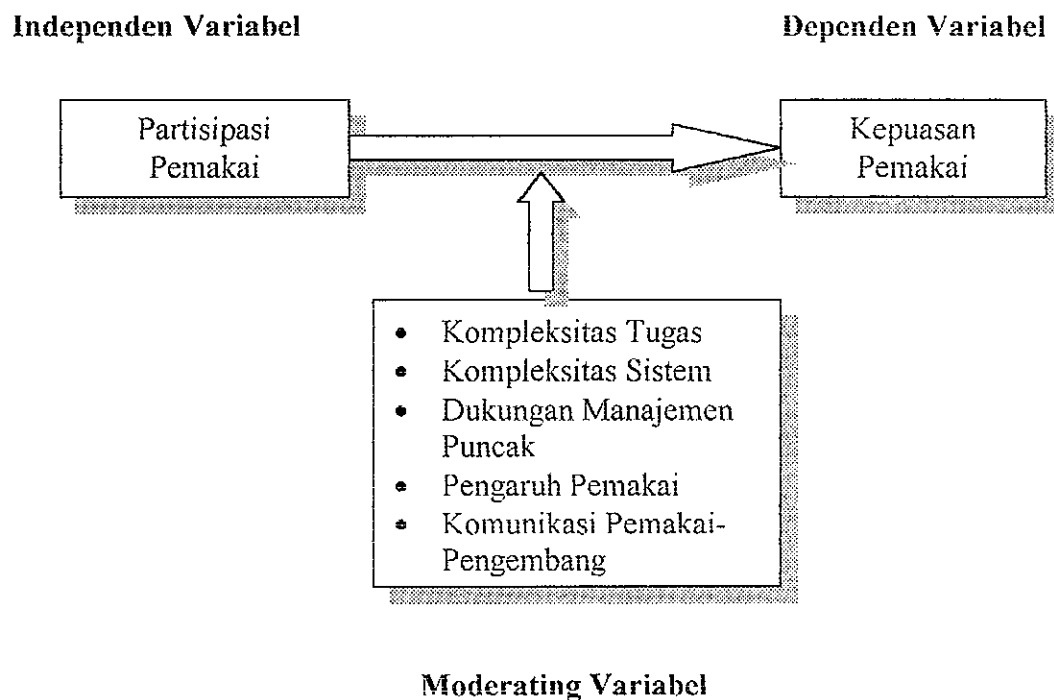 Independen Variabel
Dependen Variabel
Partisipasi
Pemakai
Kepuasan
Pemakai
• Kompleksitas Tugas
• Kompleksitas Sistem
• Dukungan Manajemen
Puncak
• Pengaruh Pemakai
• Komunikasi Pemakai-
Pengembang
Moderating Variabel